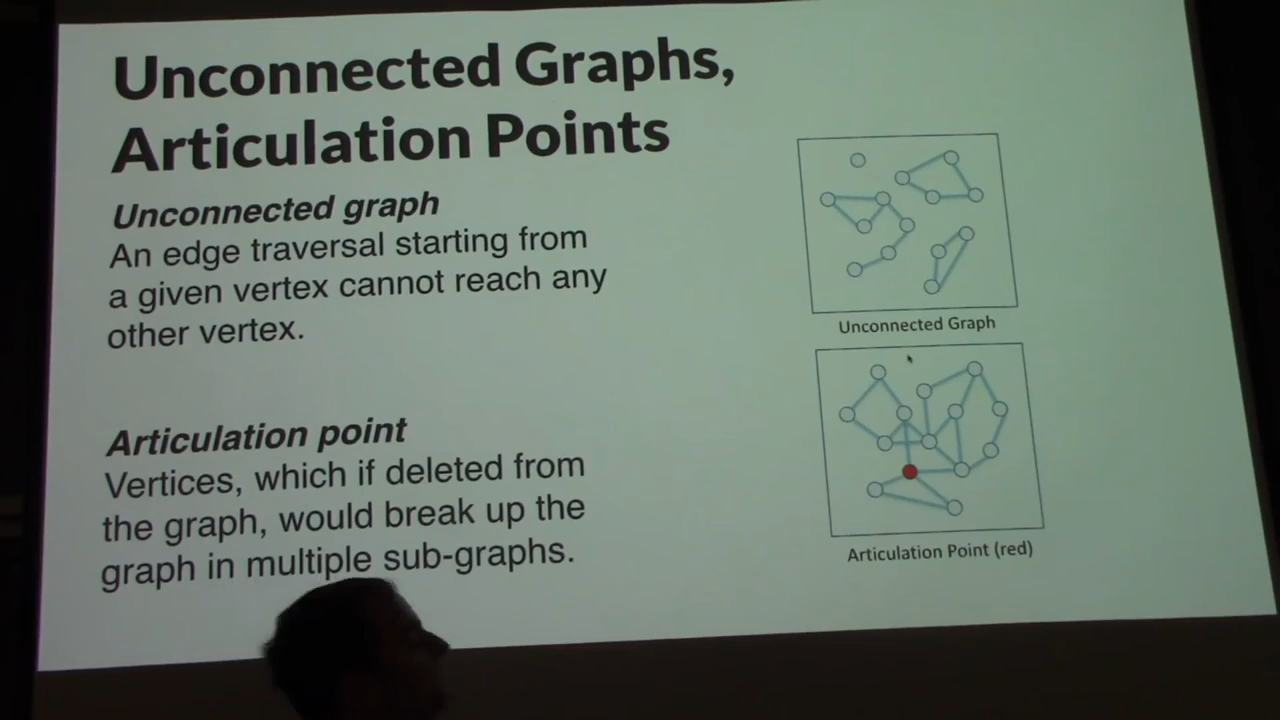 Unconnected Graphs,
Articulation Points
Unconnected graph
An edge traversal starting from
a given vertex cannot reach any
other vertex.
Articulation point
Vertices, which if deleted from
the graph, would break up the
graph in multiple sub-graphs.
Unconnected Graph
Articulation Point (red)